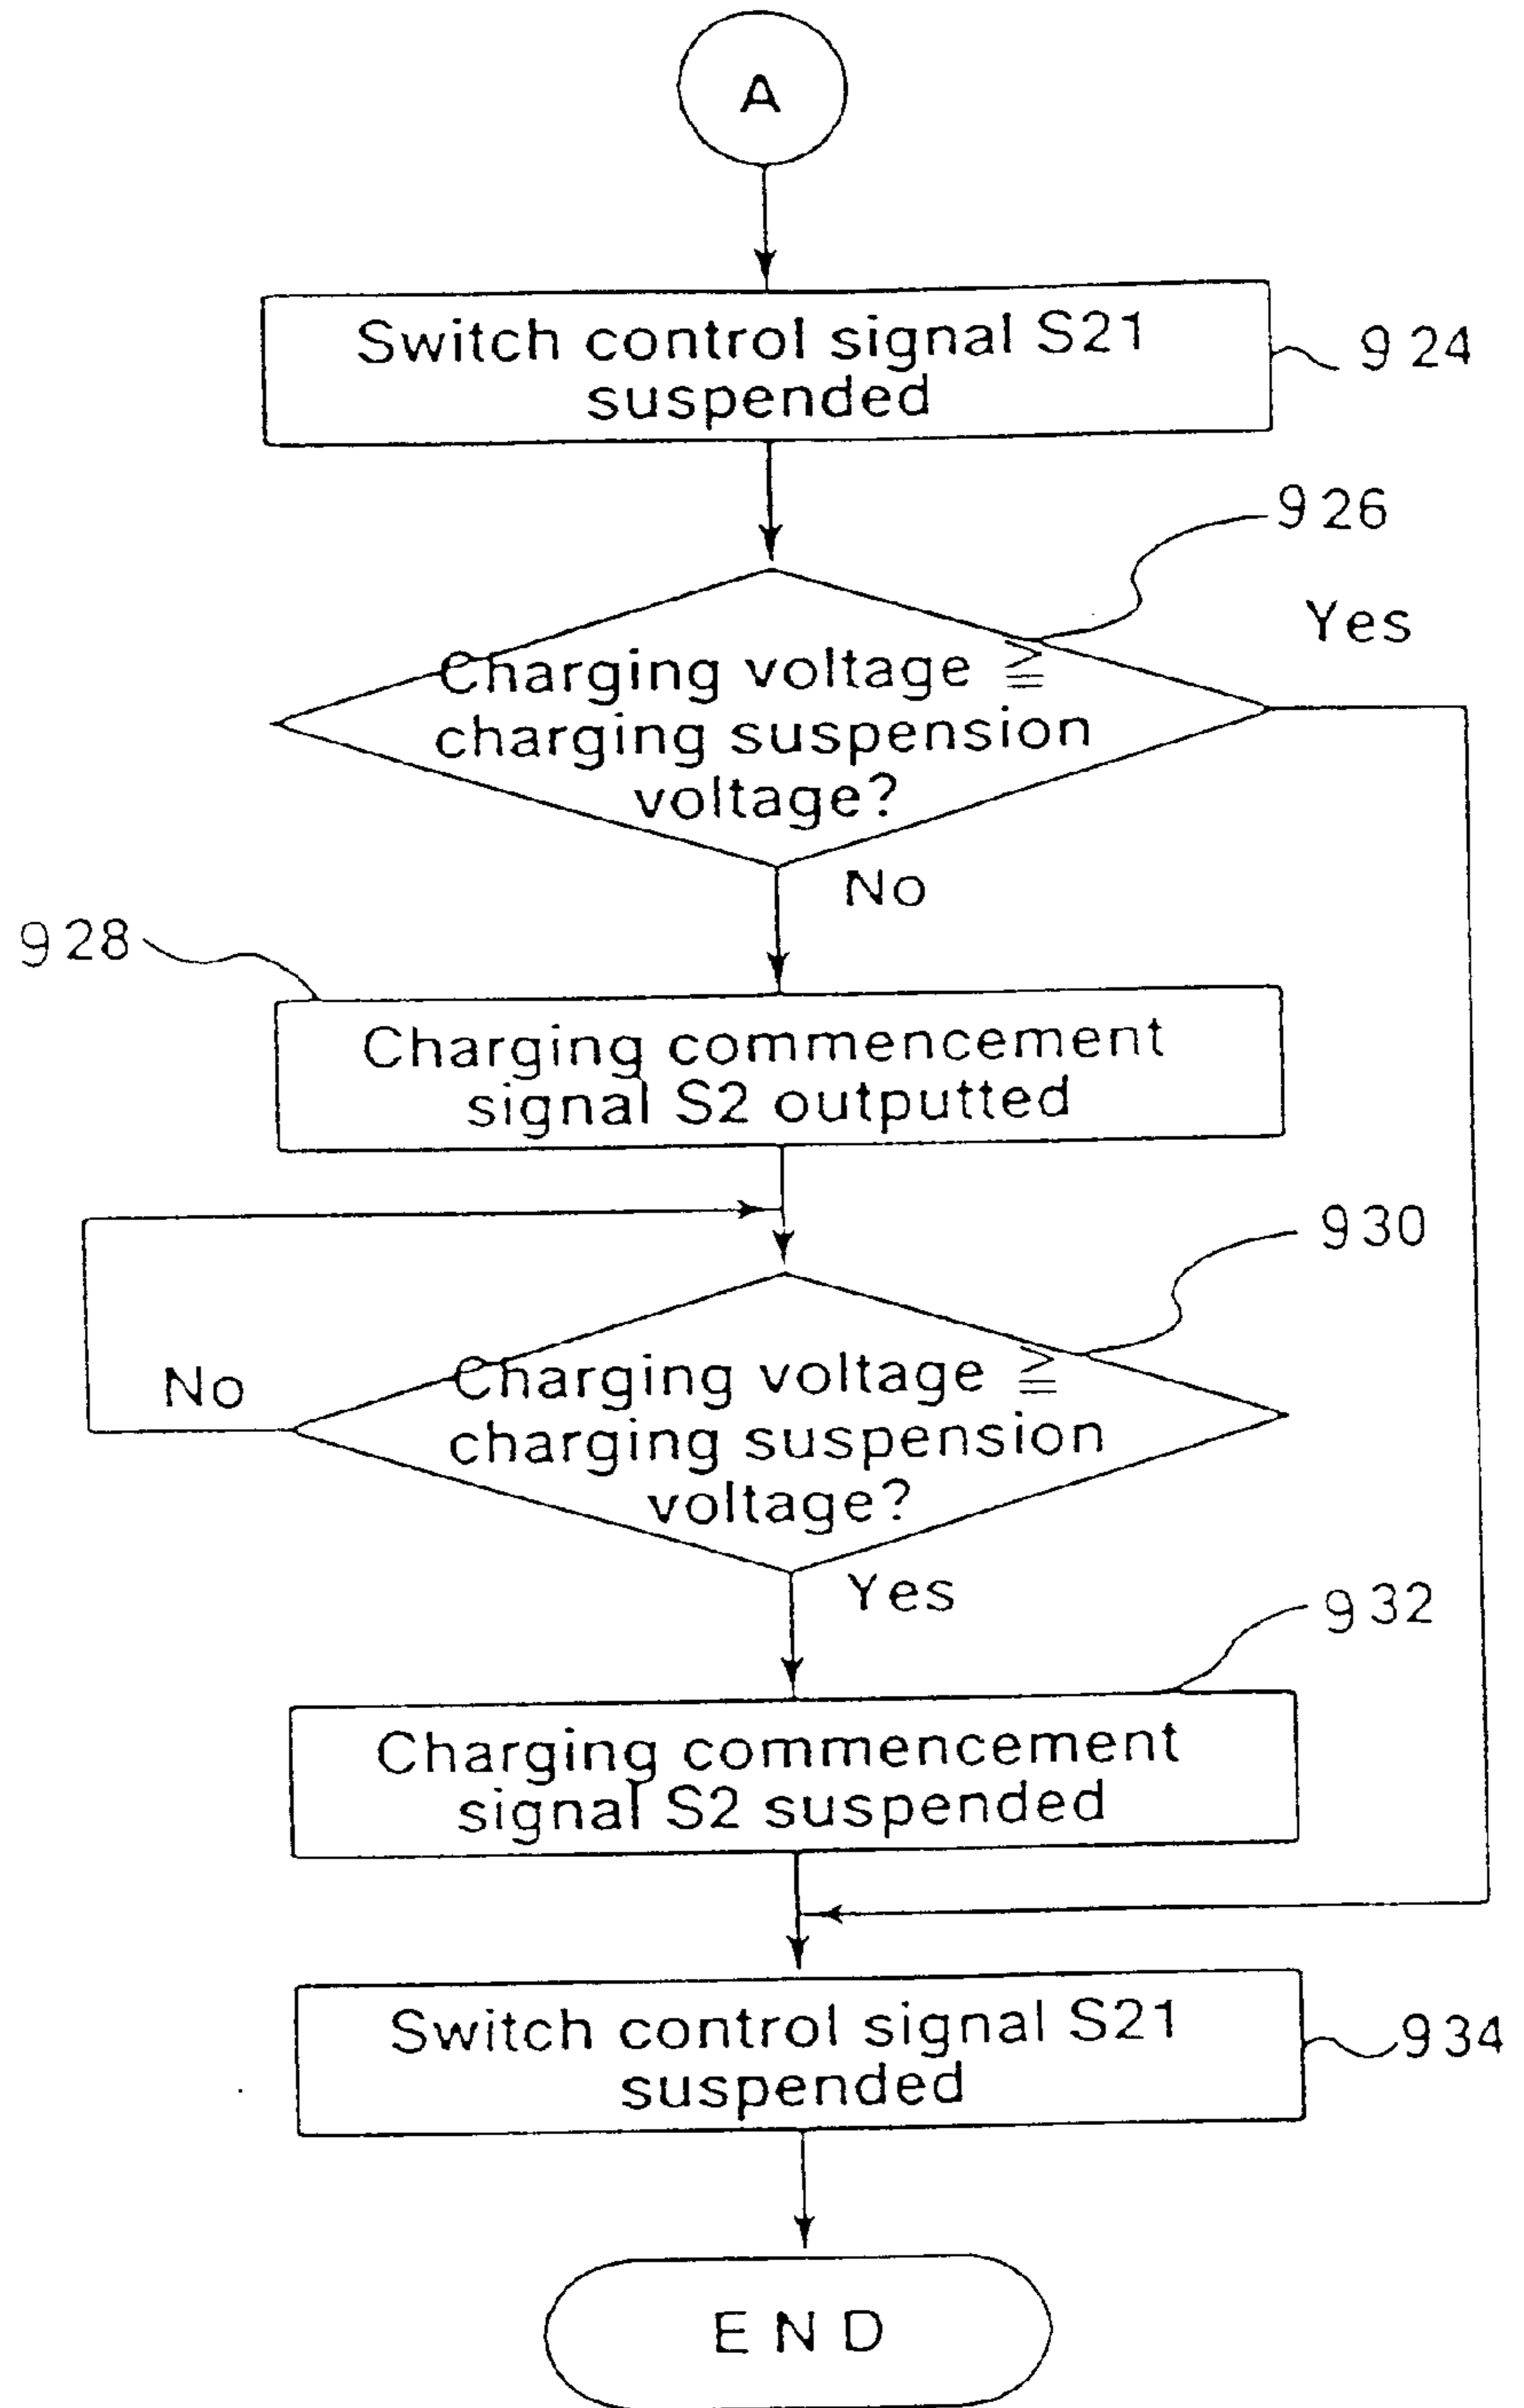 A
Switch control signal S21
suspended
924
926
Yes
Charging voltage ≧
charging suspension
voltage?
No
928
Charging commencement
signal S2 outputted
930
No
Charging voltage ≧
charging suspension
voltage?
Yes
932
Charging commencement
signal S2 suspended
Switch control signal S21
suspended
934
END